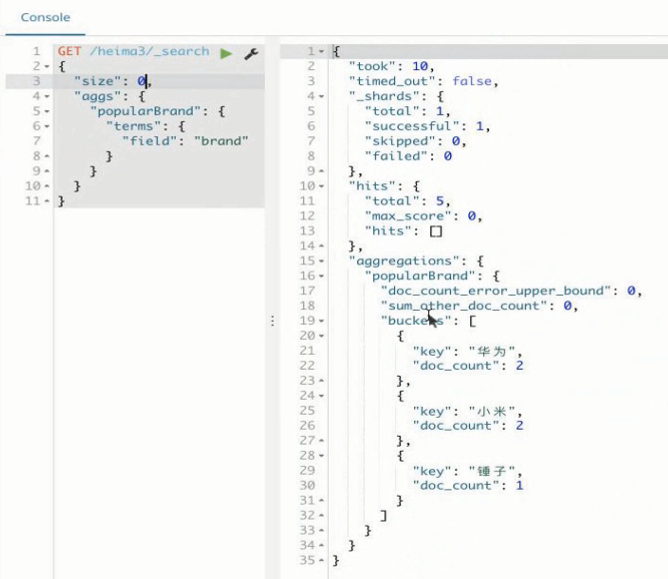 Console
1 GET /heima3/_search
2 {
3 "size": 0,
4 "aggs": {
5 "popularBrand": {
6 "terms": {
7 "field": "brand"
8 }
9 }
10 }
11 }
1 {
2 "took": 10,
3 "timed_out": false,
4 "_shards": {
5 "total": 1,
6 "successful": 1,
7 "skipped": 0,
8 "failed": 0
9 },
10 "hits": {
11 "total": 5,
12 "max_score": 0,
13 "hits": []
14 },
15 "aggregations": {
16 "popularBrand": {
17 "doc_count_error_upper_bound": 0,
18 "sum_other_doc_count": 0,
19 "buckets": [
20 {
21 "key": "华为",
22 "doc_count": 2
23 },
24 {
25 "key": "小米",
26 "doc_count": 2
27 },
28 {
29 "key": "锤子",
30 "doc_count": 1
31 }
32 ]
33 }
34 }
35 }